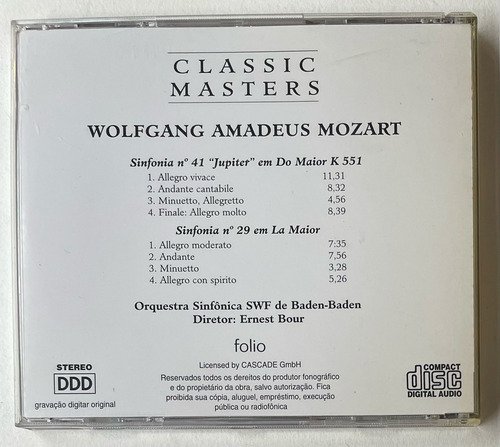 CLASSIC
MASTERS
WOLFGANG AMADEUS MOZART
Sinfonia nº 41 “Jupiter” em Do Maior K 551
1. Allegro vivace 11,31
2. Andante cantabile 8,32
3. Minuetto, Allegretto 4,56
4. Finale: Allegro molto 8,39
Sinfonia nº 29 em La Maior
1. Allegro moderato 7:35
2. Andante 7,56
3. Minuetto 3,28
4. Allegro con spirito 5,26
Orquestra Sinfônica SWF de Baden-Baden
Diretor: Ernest Bour
folio
Licensed by CASCADE GmbH
Reservados todos os dereitos do produtor fonográfico
e do propietário da obra, salvo autorização. Fica
proibida sua cópia, aluguel, empréstimo, execução
pública ou radiofônica
STEREO
DDD
gravação digitar original
COMPACT
disc
DIGITAL AUDIO